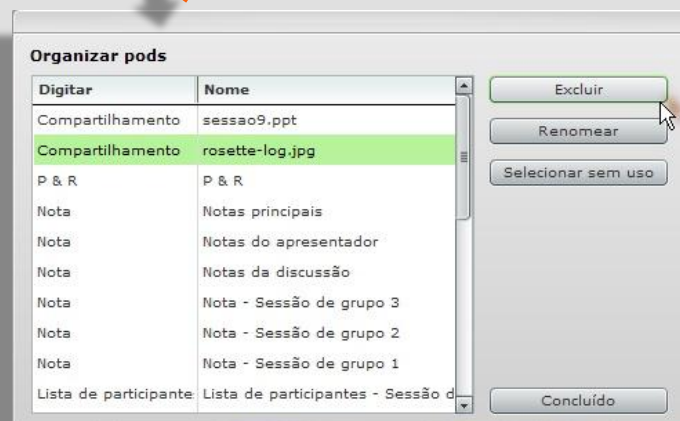 Organizar pods
Digitar Nome
Compartilhamento sessao9.ppt
Compartilhamento rosette-log.jpg
P & R P & R
Nota Notas principais
Nota Notas do apresentador
Nota Notas da discussão
Nota Nota - Sessão de grupo 3
Nota Nota - Sessão de grupo 2
Nota Nota - Sessão de grupo 1
Lista de participante Lista de participantes - Sessão d
Excluir
Renomear
Selecionar sem uso
Concluído